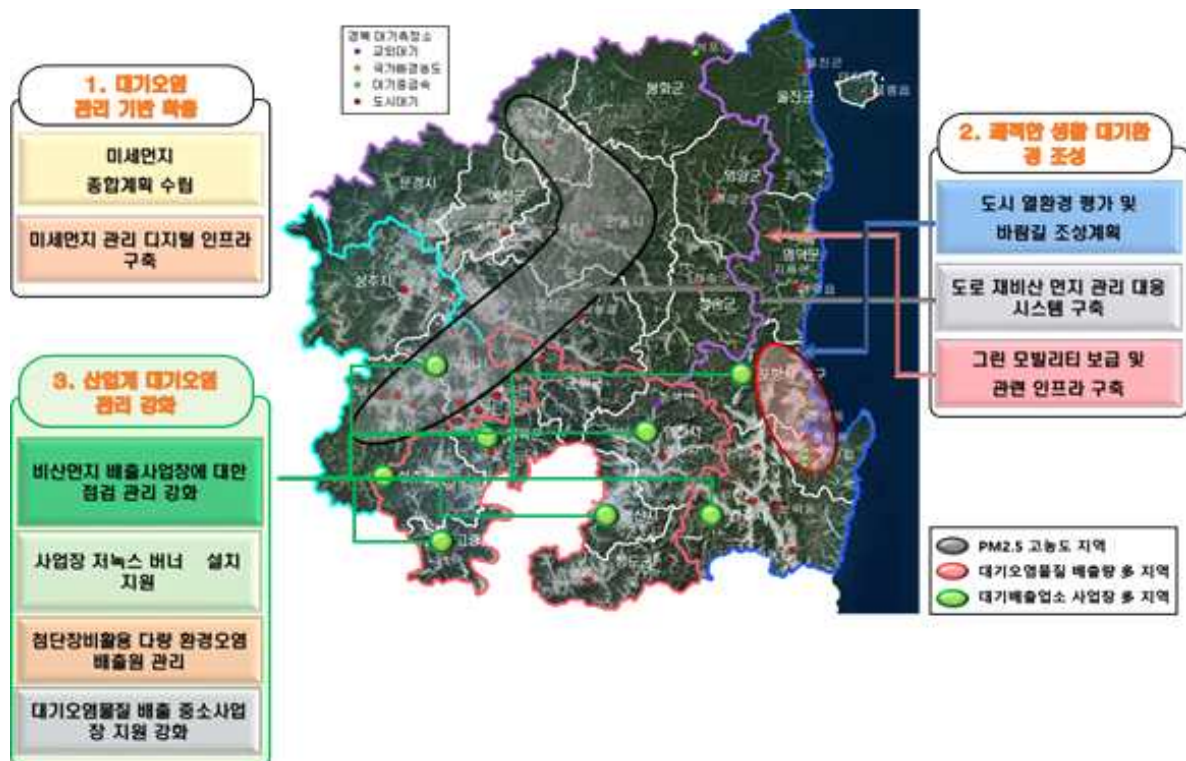 경북 대기측정소
교외대기
국가배경농도
대기중금속
도시대기
1. 대기오염
관리 기반 확충
미세먼지
종합계획 수립
미세먼지 관리 디지털 인프라
구축
2. 쾌적한 생활 대기환
경 조성
도시 열환경 평가 및
바람길 조성계획
도로 재비산 먼지 관리 대응
시스템 구축
그린 모빌리티 보급 및
관련 인프라 구축
3. 산업계 대기오염
관리 강화
비산먼지 배출사업장에 대한
점검 관리 강화
사업장 저녹스 버너 설치
지원
첨단장비활용 다량 환경오염
배출원 관리
대기오염물질 배출 중소사업
장 지원 강화
봉화군
울진군
문경시
영양군
안동시
상주시
영덕군
청송군
PM2.5 고농도 지역
대기오염물질 배출량 多 지역
대기배출업소 사업장 多 지역